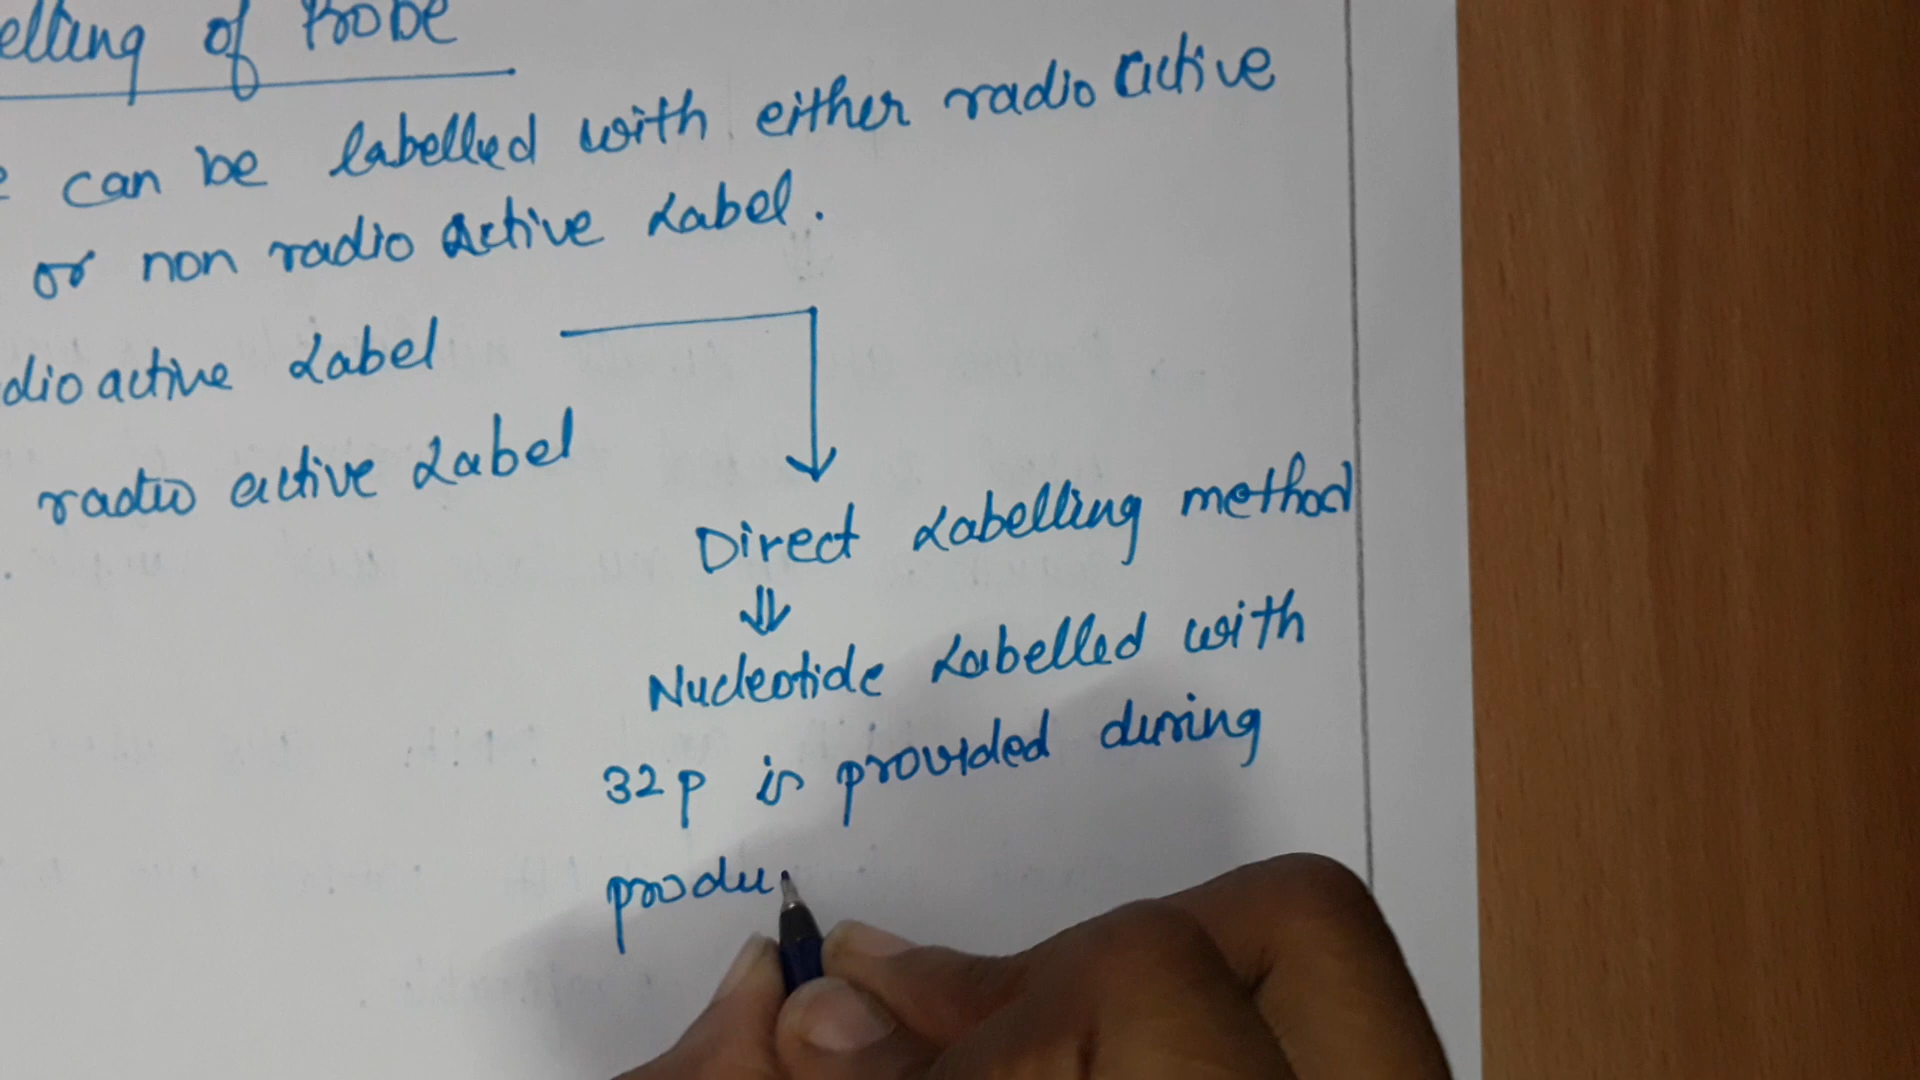 elling of Probe
can be labelled with either radio active
or non radio active Label.
dio active Label
radio active Label
Direct Labelling method
Nucleotide Labelled with
32p is provided during
produ